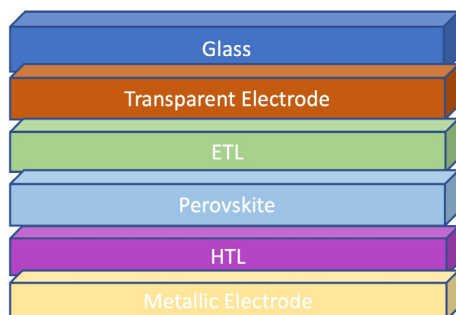 Glass
Transparent Electrode
ETL
Perovskite
HTL
Metallic Electrode